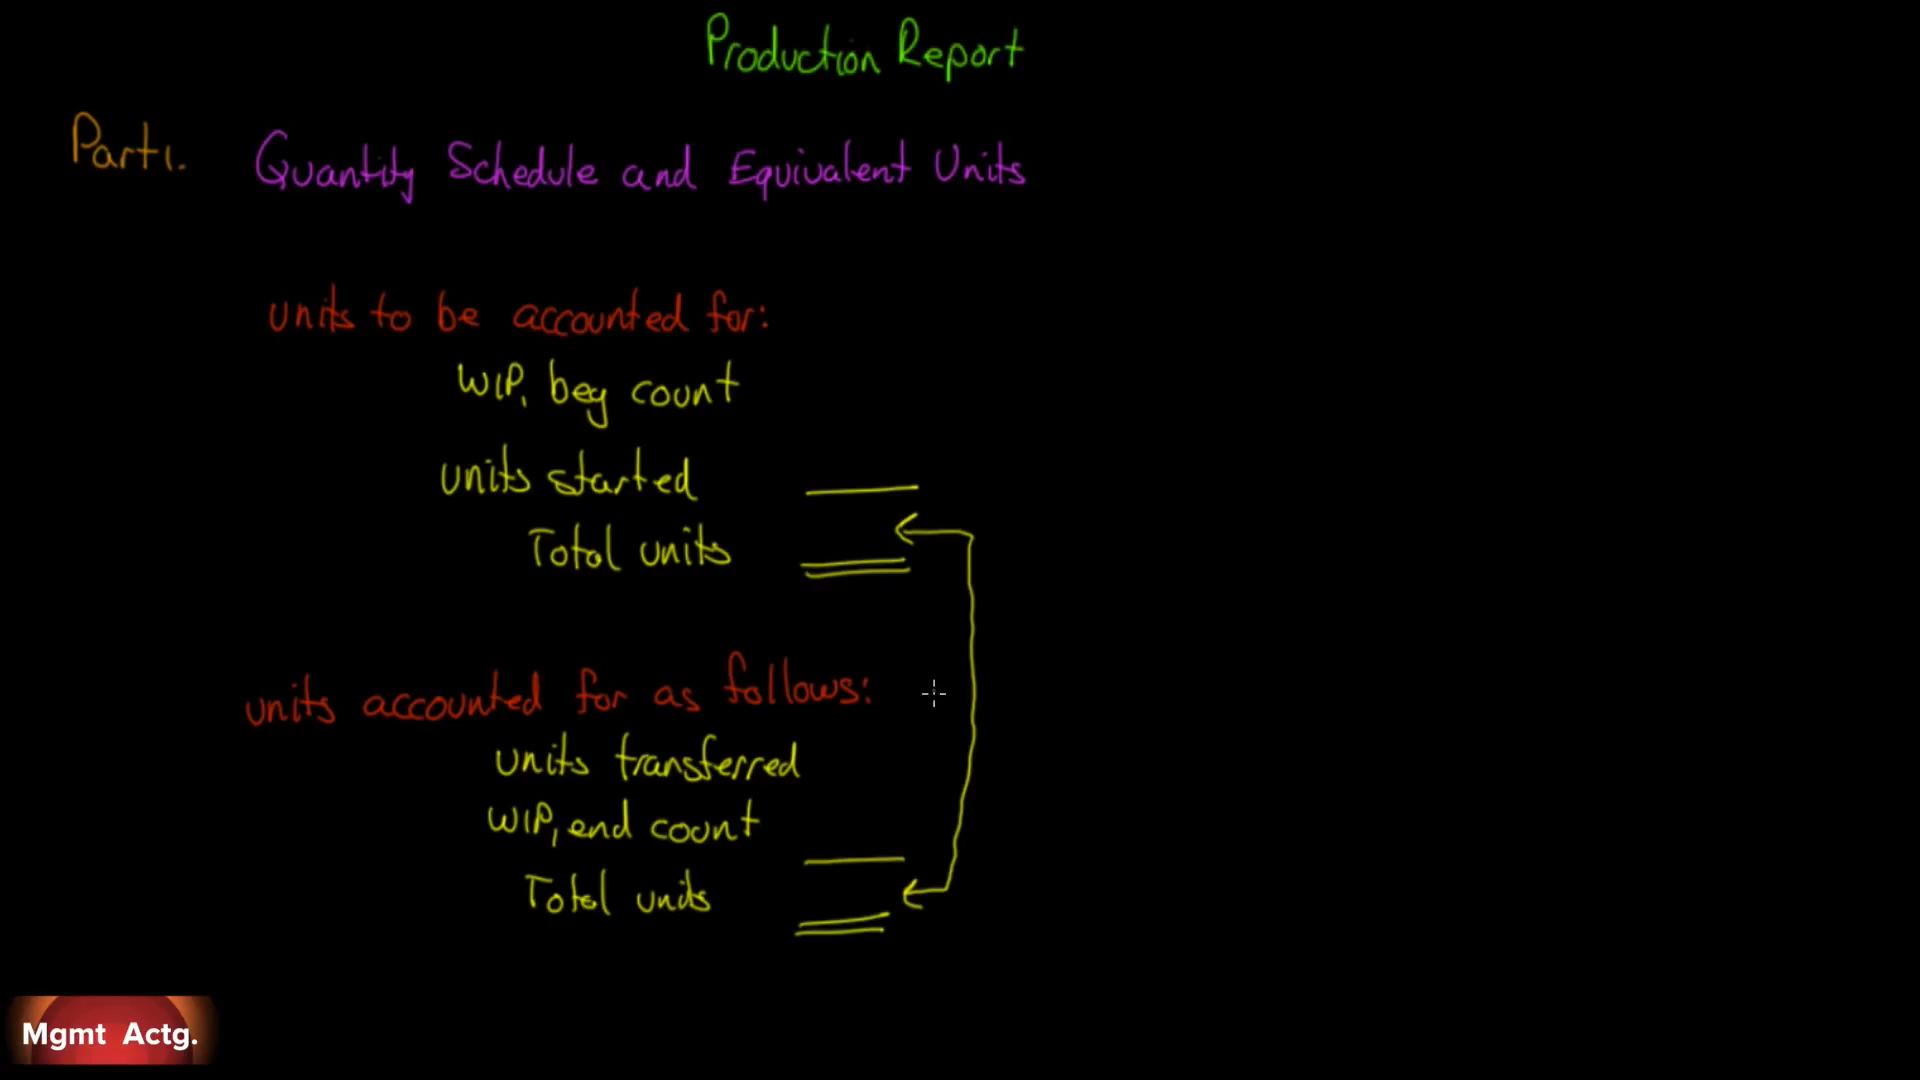 Production Report
Part 1. Quantity Schedule and Equivalent Units
units to be accounted for:
WIP, beg count
units started
Total units
units accounted for as follows:
units transferred
WIP, end count
Total units
Mgmt Actg.